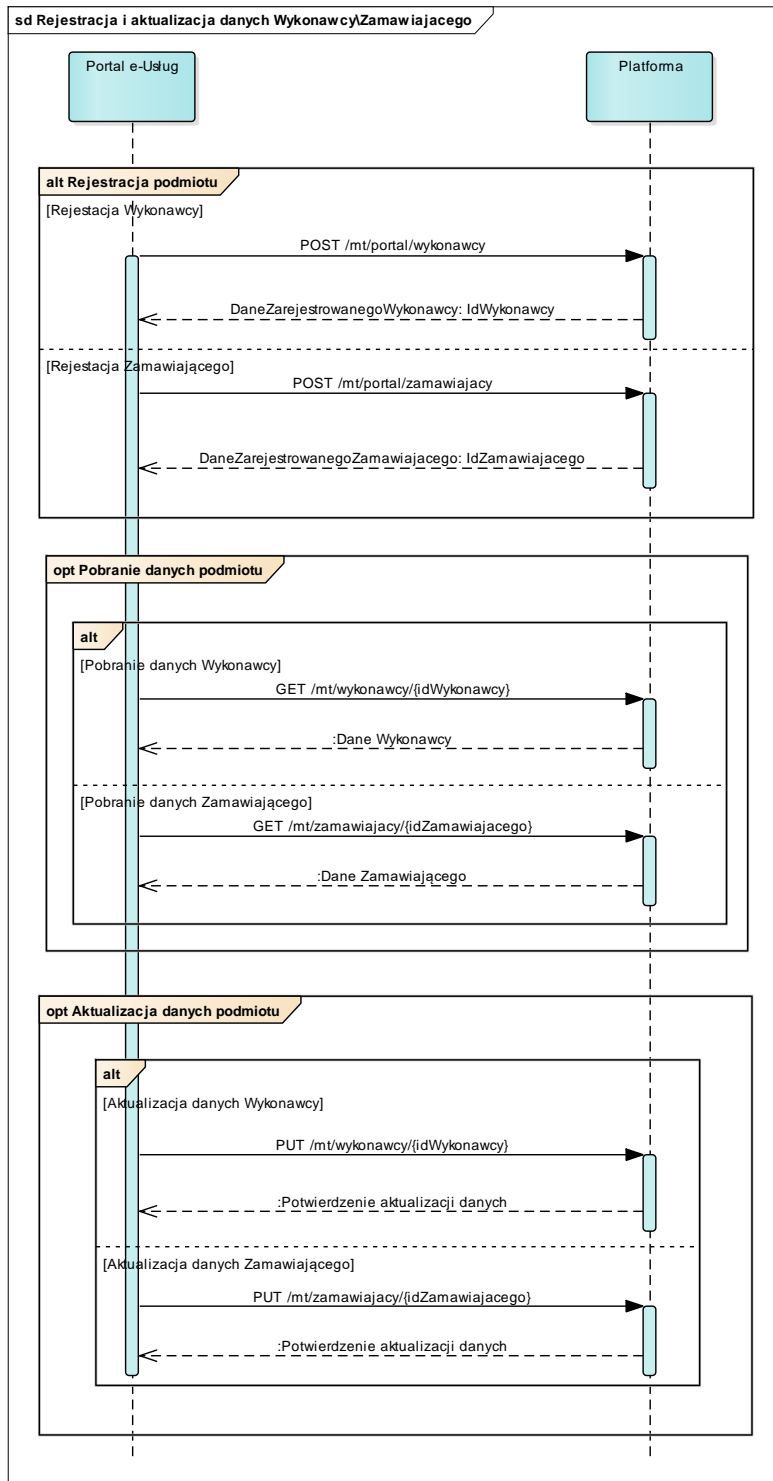 sd Rejestracja i aktualizacja danych Wykonawcy\Zamawiajacego
Portal e-Usług
Platforma
alt Rejestracja podmiotu
[Rejestacja Wykonawcy]
POST /mt/portal/wykonawcy
DaneZarejestrowanegoWykonawcy: IdWykonawcy
[Rejestacja Zamawiającego]
POST /mt/portal/zamawiajacy
DaneZarejestrowanegoZamawiajacego: IdZamawiajacego
opt Pobranie danych podmiotu
alt
[Pobranie danych Wykonawcy]
GET /mt/wykonawcy/{idWykonawcy}
:Dane Wykonawcy
[Pobranie danych Zamawiającego]
GET /mt/zamawiajacy/{idZamawiajacego}
:Dane Zamawiającego
opt Aktualizacja danych podmiotu
alt
[Aktualizacja danych Wykonawcy]
PUT /mt/wykonawcy/{idWykonawcy}
:Potwierdzenie aktualizacji danych
[Aktualizacja danych Zamawiającego]
PUT /mt/zamawiajacy/{idZamawiajacego}
:Potwierdzenie aktualizacji danych